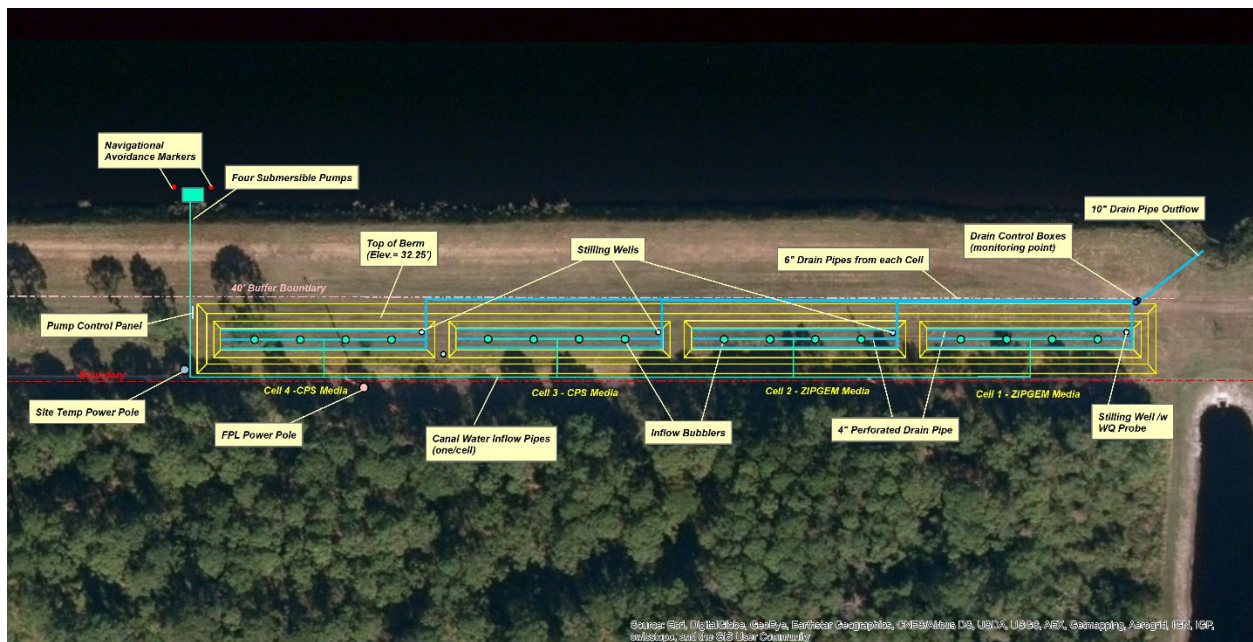 Navigational
Avoidance Markers
Four Submersible Pumps
10" Drain Pipe Outflow
Top of Berm
(Elev.= 32.25')
Stilling Wells
Drain Control Boxes
(monitoring point)
6" Drain Pipes from each Cell
40' Buffer Boundary
Pump Control Panel
Boundary
Cell 4 -CPS Media
Cell 3 - CPS Media
Cell 2 - ZIPGEM Media
Cell 1 - ZIPGEM Media
Site Temp Power Pole
FPL Power Pole
Canal Water Inflow Pipes
(one/cell)
Inflow Bubblers
4" Perforated Drain Pipe
Stilling Well /w
WQ Probe
Source: Esri, DigitalGlobe, GeoEye, Earthstar Geographics, CNES/Airbus DS, USDA, USGS, AEX, Getmapping, Aerogrid, IGN, IGP,
swisstopo, and the GIS User Community